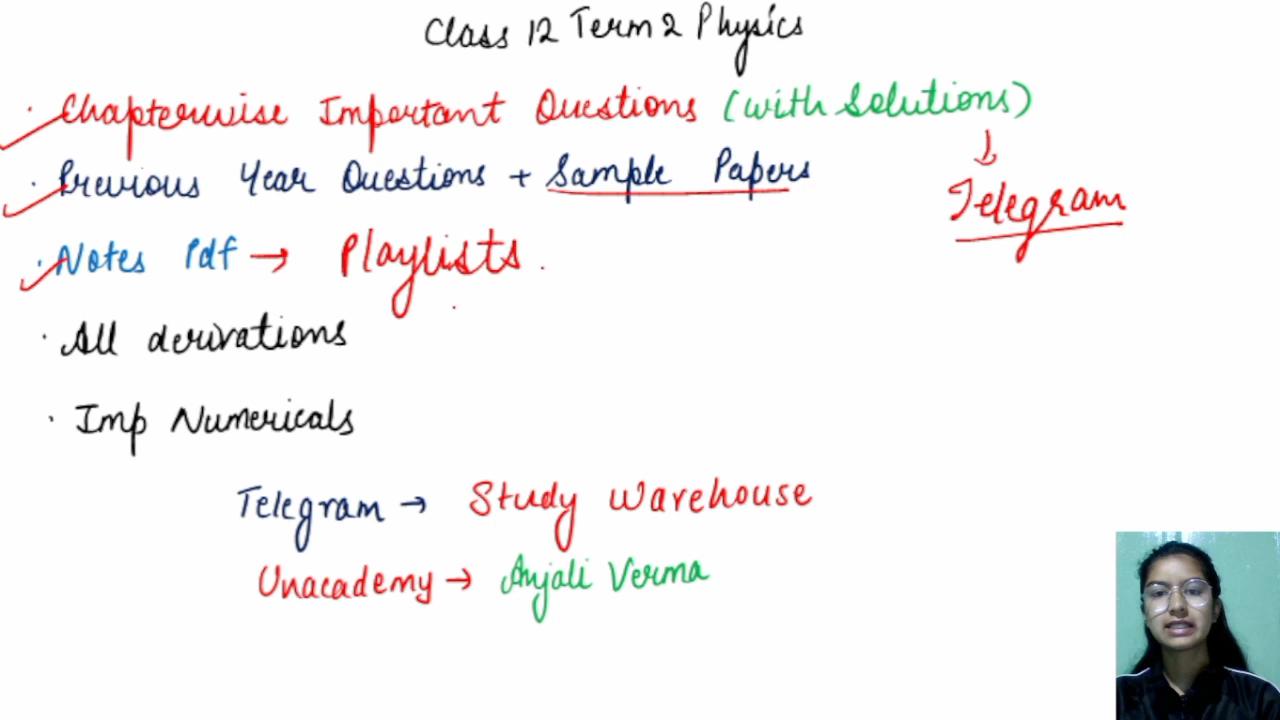 Class 12 Term 2 Physics
· Chapterwise Important Questions (with Solutions)
↓
Telegram
· Previous Year Questions + Sample Papers
· Notes Pdf → Playlists .
· All derivations
· Imp Numericals
Telegram → Study Warehouse
Unacademy → Anjali Verma